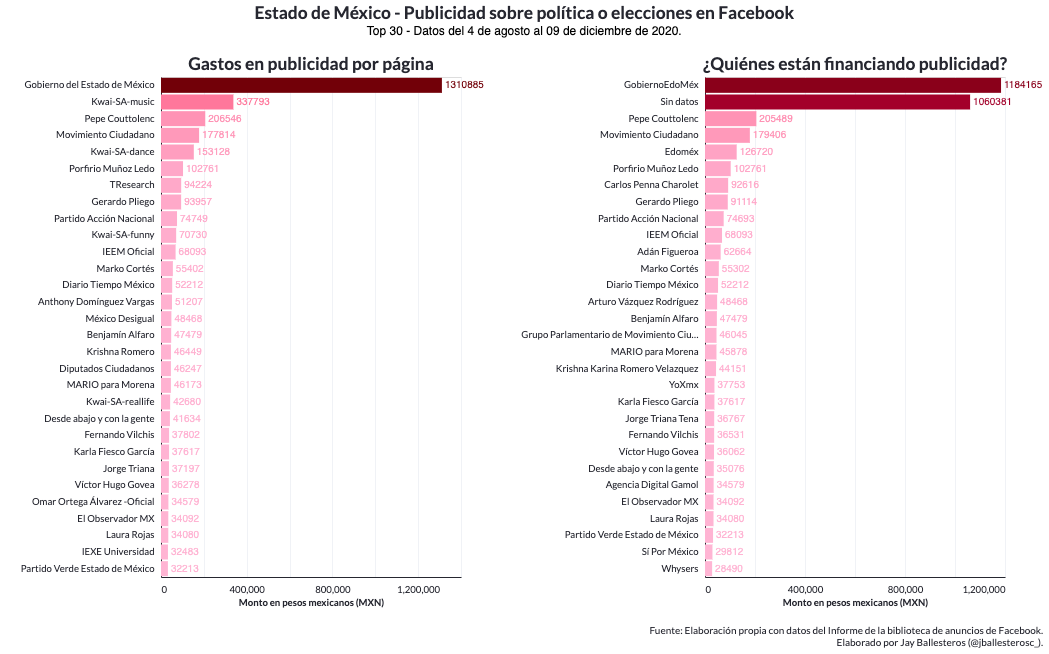 Estado de México - Publicidad sobre política o elecciones en Facebook
Top 30 - Datos del 4 de agosto al 09 de diciembre de 2020.
Gastos en publicidad por página
Gobierno del Estado de México 1310885
Kwai-SA-music 337793
Pepe Couttolenc 206546
Movimiento Ciudadano 177814
Kwai-SA-dance 153128
Porfirio Muñoz Ledo 102761
TResearch 94224
Gerardo Pliego 93957
Partido Acción Nacional 74749
Kwai-SA-funny 70730
IEEM Oficial 68093
Marko Cortés 55402
Diario Tiempo México 52212
Anthony Domínguez Vargas 51207
México Desigual 48468
Benjamín Alfaro 47479
Krishna Romero 46449
Diputados Ciudadanos 46247
MARIO para Morena 46173
Kwai-SA-reallife 42680
Desde abajo y con la gente 41634
Fernando Vilchis 37802
Karla Fiesco García 37617
Jorge Triana 37197
Víctor Hugo Govea 36278
Omar Ortega Álvarez -Oficial 34579
El Observador MX 34092
Laura Rojas 34080
IEXE Universidad 32483
Partido Verde Estado de México 32213
0 400,000 800,000 1,200,000
Monto en pesos mexicanos (MXN)
¿Quiénes están financiando publicidad?
GobiernoEdoMéx 1184165
Sin datos 1060381
Pepe Couttolenc 205489
Movimiento Ciudadano 179406
Edoméx 126720
Porfirio Muñoz Ledo 102761
Carlos Penna Charolet 92616
Gerardo Pliego 91114
Partido Acción Nacional 74693
IEEM Oficial 68093
Adán Figueroa 62664
Marko Cortés 55302
Diario Tiempo México 52212
Arturo Vázquez Rodríguez 48468
Benjamín Alfaro 47479
Grupo Parlamentario de Movimiento Ciu... 46045
MARIO para Morena 45878
Krishna Karina Romero Velazquez 44151
YoXmx 37753
Karla Fiesco García 37617
Jorge Triana Tena 36767
Fernando Vilchis 36531
Víctor Hugo Govea 36062
Desde abajo y con la gente 35076
Agencia Digital Gamol 34579
El Observador MX 34092
Laura Rojas 34080
Partido Verde Estado de México 32213
Sí Por México 29812
Whysers 28490
0 400,000 800,000 1,200,000
Monto en pesos mexicanos (MXN)
Fuente: Elaboración propia con datos del Informe de la biblioteca de anuncios de Facebook.
Elaborado por Jay Ballesteros (@jballesterosc_).